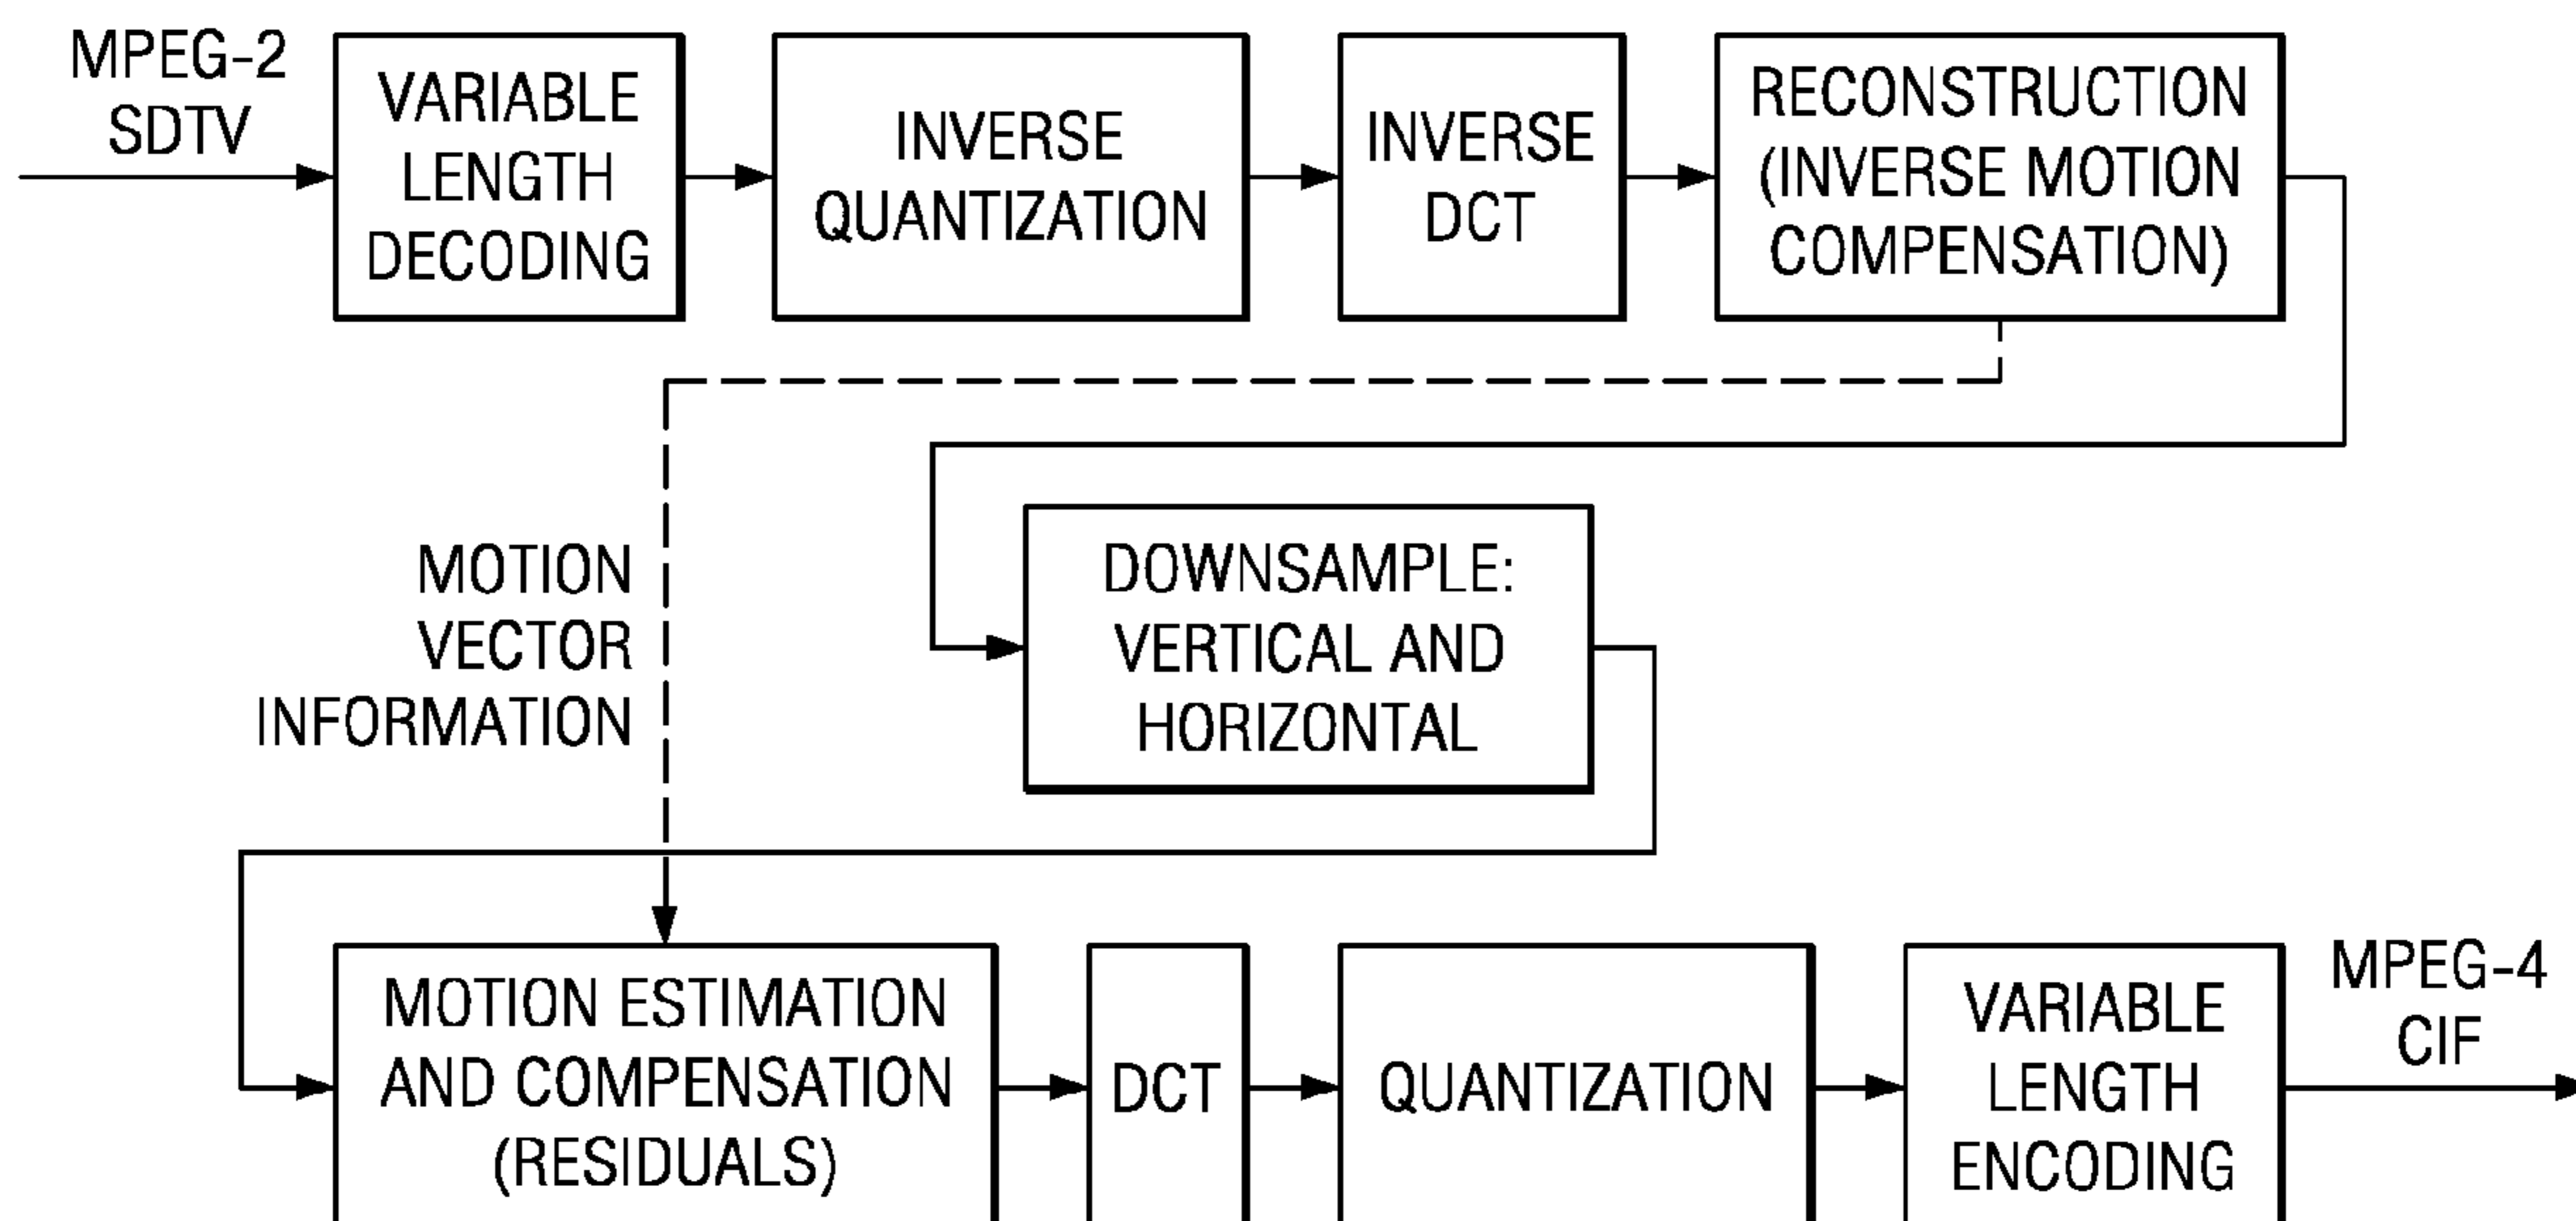 MPEG-2
SDTV
VARIABLE
LENGTH
DECODING
INVERSE
QUANTIZATION
INVERSE
DCT
RECONSTRUCTION
(INVERSE MOTION
COMPENSATION)
MOTION
VECTOR
INFORMATION
DOWNSAMPLE:
VERTICAL AND
HORIZONTAL
MOTION ESTIMATION
AND COMPENSATION
(RESIDUALS)
DCT
QUANTIZATION
VARIABLE
LENGTH
ENCODING
MPEG-4
CIF